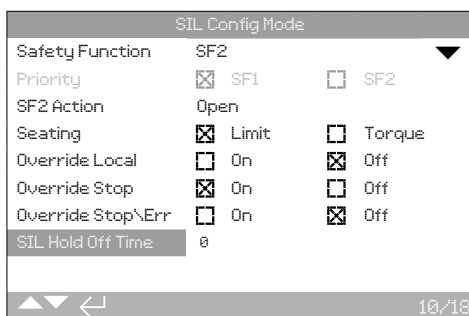 SIL Config Mode
Safety Function SF2
Priority SF1 SF2
SF2 Action Open
Seating Limit Torque
Override Local On Off
Override Stop On Off
Override Stop\Err On Off
SIL Hold Off Time 0
10/18